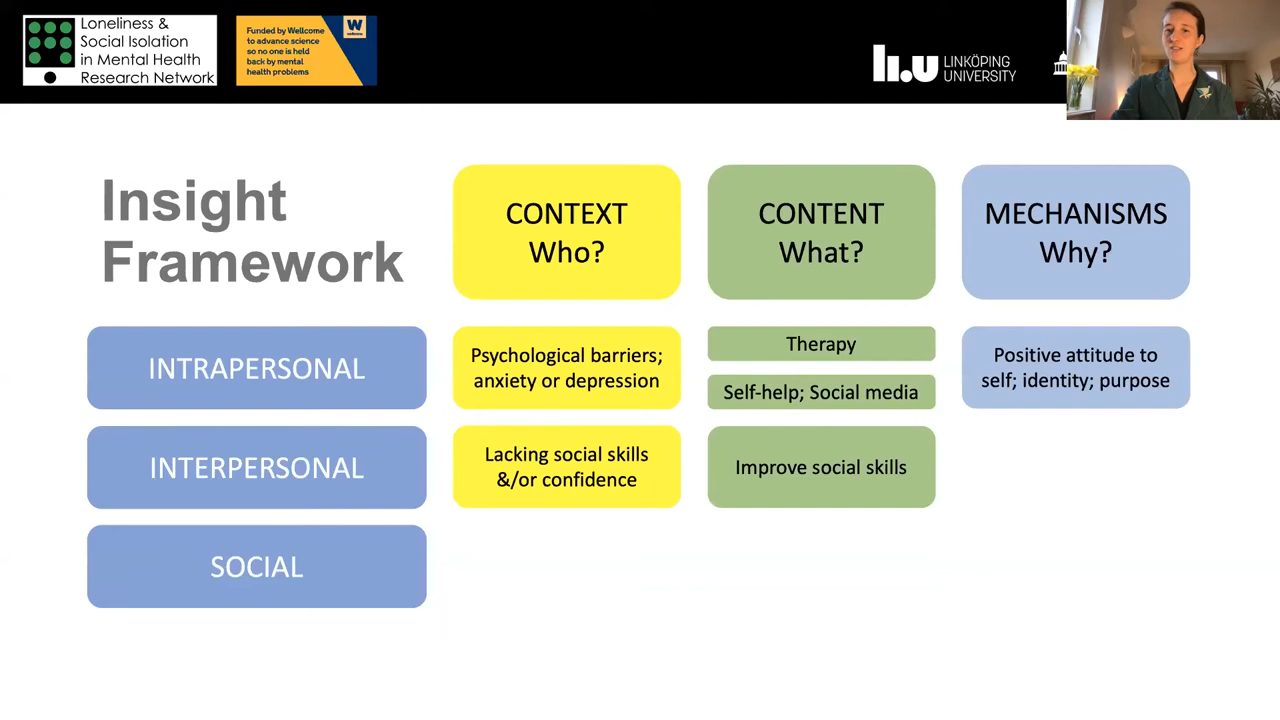 Loneliness &
Social Isolation
in Mental Health
Research Network
Funded by Wellcome
to advance science
so no one is held
back by mental
health problems
W
li.u LINKÖPING
UNIVERSITY
Insight
Framework
CONTEXT
Who?
CONTENT
What?
MECHANISMS
Why?
INTRAPERSONAL
Psychological barriers;
anxiety or depression
Therapy
Self-help; Social media
Positive attitude to
self; identity; purpose
INTERPERSONAL
Lacking social skills
&/or confidence
Improve social skills
SOCIAL